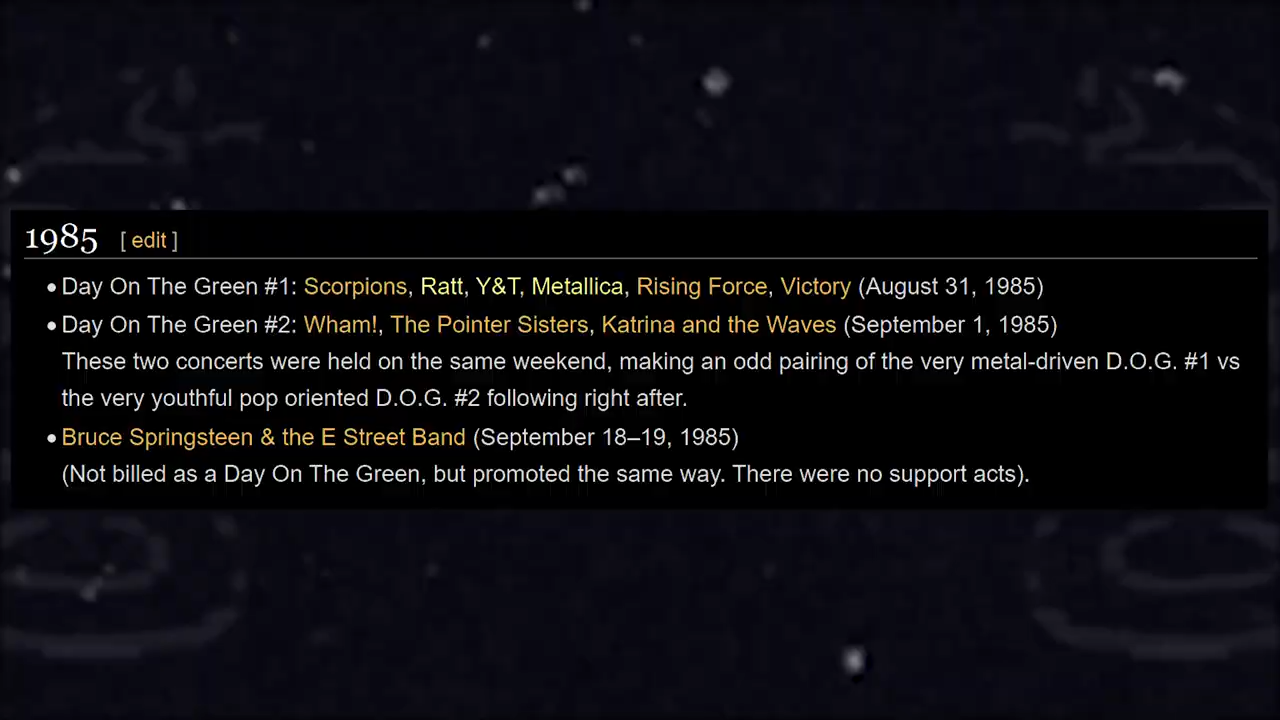 1985 [ edit ]
• Day On The Green #1: Scorpions, Ratt, Y&T, Metallica, Rising Force, Victory (August 31, 1985)
• Day On The Green #2: Wham!, The Pointer Sisters, Katrina and the Waves (September 1, 1985)
These two concerts were held on the same weekend, making an odd pairing of the very metal-driven D.O.G. #1 vs
the very youthful pop oriented D.O.G. #2 following right after.
• Bruce Springsteen & the E Street Band (September 18–19, 1985)
(Not billed as a Day On The Green, but promoted the same way. There were no support acts).